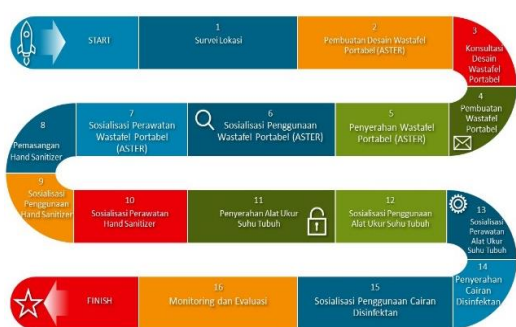 START
1
Survei Lokasi
2
Pembuatan Desain Wastafel
Portabel (ASTER)
3
Konsultasi
Desain
Wastafel
Portabel
4
Pembuatan
Wastafel
Portabel
5
Penyerahan Wastafel
Portabel (ASTER)
6
Sosialisasi Penggunaan
Wastafel Portabel (ASTER)
7
Sosialisasi Perawatan
Wastafel Portabel
(ASTER)
8
Pemasangan
Hand Sanitizer
9
Sosialisasi
Penggunaan
Hand Sanitizer
10
Sosialisasi Perawatan
Hand Sanitizer
11
Penyerahan Alat Ukur
Suhu Tubuh
12
Sosialisasi Penggunaan
Alat Ukur Suhu Tubuh
13
Sosialisasi
Perawatan
Alat Ukur
Suhu Tubuh
14
Penyerahan
Cairan
Disinfektan
15
Sosialisasi Penggunaan Cairan
Disinfektan
16
Monitoring dan Evaluasi
FINISH